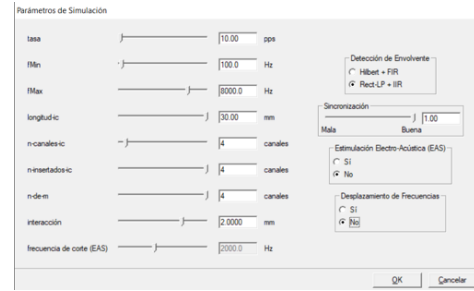 Parámetros de Simulación
tasa 10.00 pps
fMin 100.0 Hz
fMax 8000.0 Hz
longitud-ic 30.00 mm
n-canales-ic 4 canales
n-insertados-ic 4 canales
n-de-m 4 canales
interacción 2.0000 mm
frecuencia de corte (EAS) 2000.0 Hz
Detección de Envolvente
Hilbert + FIR
Rect-LP + IIR
Sincronización
1.00
Mala Buena
Estimulación Electro-Acústica (EAS)
Sí
No
Desplazamiento de Frecuencias
Sí
No
OK Cancelar